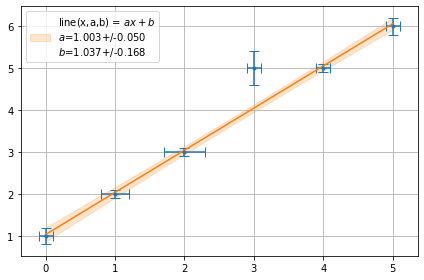 line(x,a,b) = ax + b
a=1.003+/-0.050
b=1.037+/-0.168
6
5
4
3
2
1
0 1 2 3 4 5